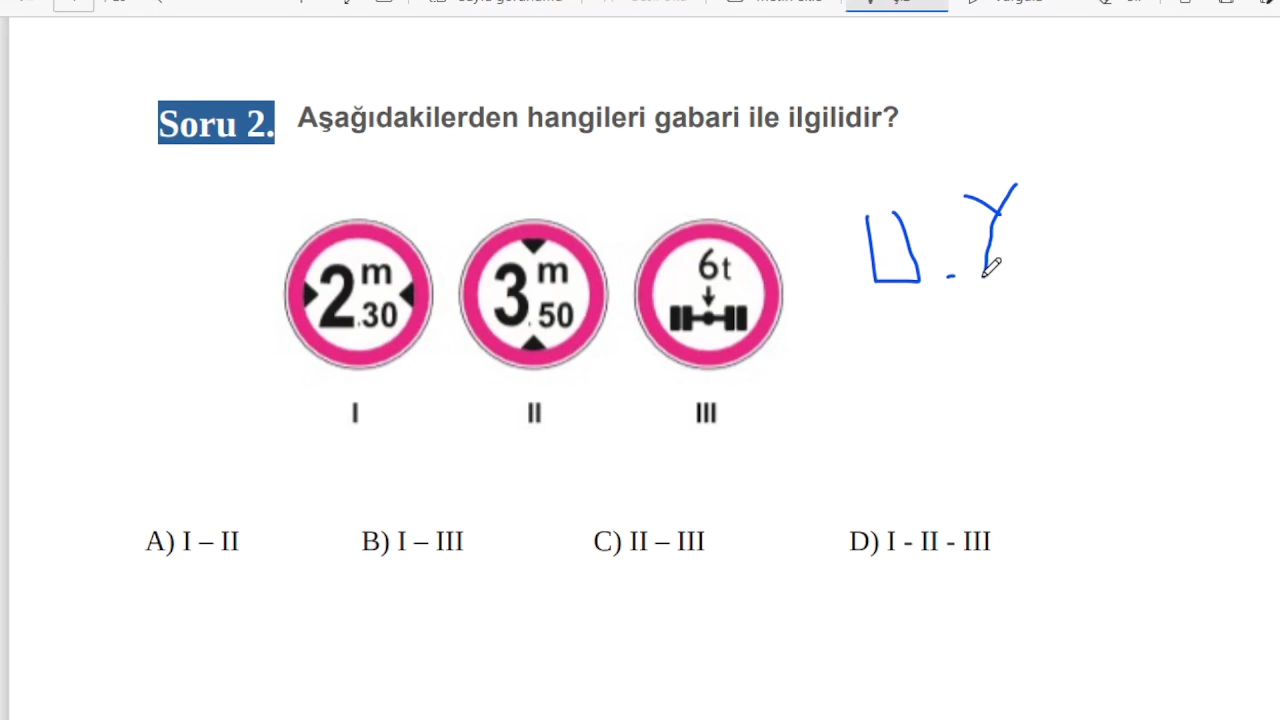 Soru 2. Aşağıdakilerden hangileri gabari ile ilgilidir?
2 m .30
3 m .50
6t
I II III
A) I – II B) I – III C) II – III D) I - II - III